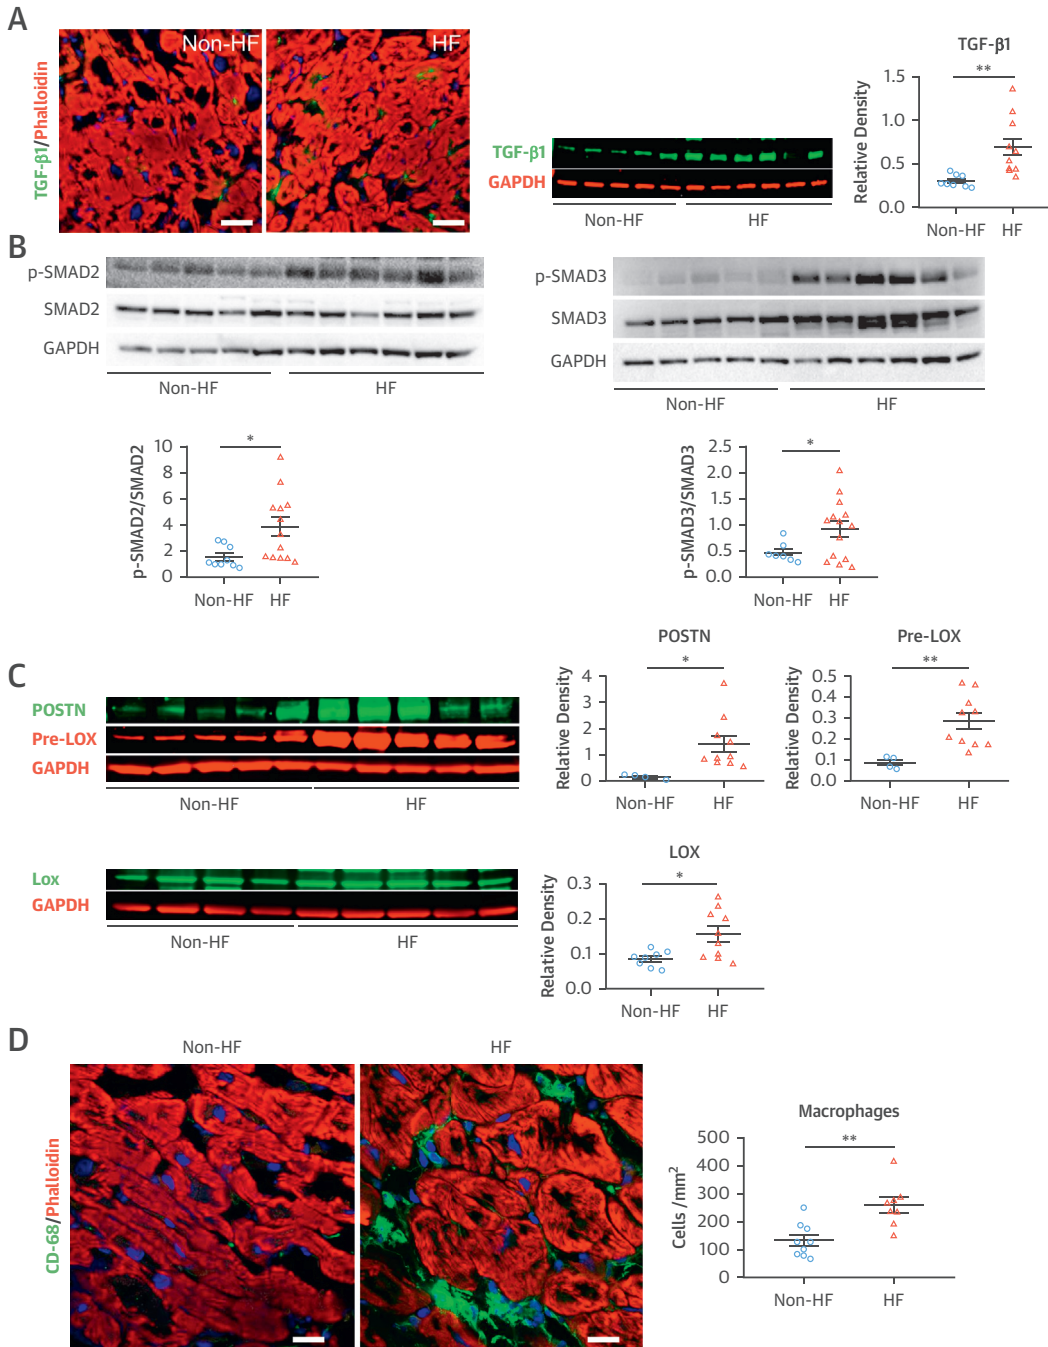 A
Non-HF
HF
TGF-β1/Phalloidin
TGF-β1
GAPDH
Non-HF
HF
TGF-β1
**
Relative Density
1.5
1.0
0.5
0.0
Non-HF
HF
B
p-SMAD2
SMAD2
GAPDH
Non-HF
HF
p-SMAD3
SMAD3
GAPDH
Non-HF
HF
*
p-SMAD2/SMAD2
10
8
6
4
2
0
Non-HF
HF
*
p-SMAD3/SMAD3
2.5
2.0
1.5
1.0
0.5
0.0
Non-HF
HF
C
POSTN
Pre-LOX
GAPDH
Non-HF
HF
POSTN
*
Relative Density
4
3
2
1
0
Non-HF
HF
Pre-LOX
**
Relative Density
0.5
0.4
0.3
0.2
0.1
0.0
Non-HF
HF
Lox
GAPDH
Non-HF
HF
LOX
*
Relative Density
0.3
0.2
0.1
0.0
Non-HF
HF
D
Non-HF
HF
CD-68/Phalloidin
Macrophages
**
Cells /mm²
500
400
300
200
100
0
Non-HF
HF